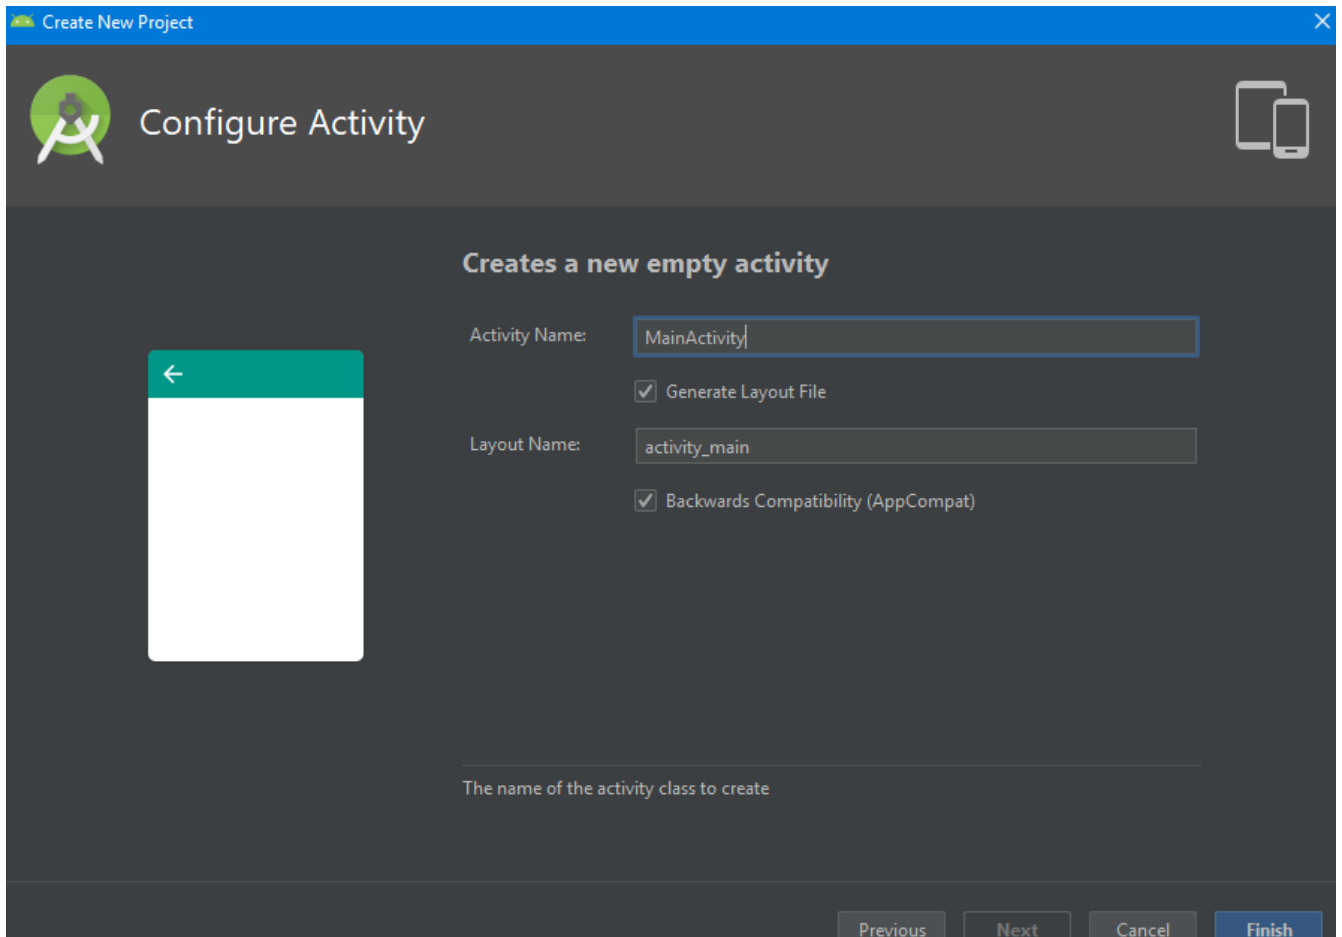 Create New Project
Configure Activity
Creates a new empty activity
Activity Name: MainActivity
Generate Layout File
Layout Name: activity_main
Backwards Compatibility (AppCompat)
The name of the activity class to create
Previous Next Cancel Finish